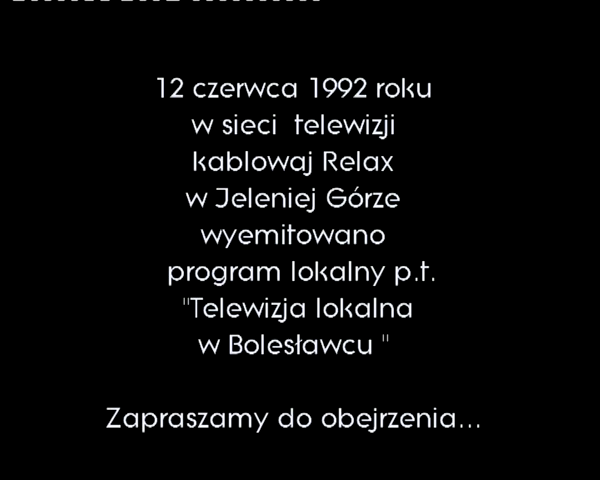 12 czerwca 1992 roku
w sieci telewizji
kablowaj Relax
w Jeleniej Górze
wyemitowano
program lokalny p.t.
"Telewizja lokalna
w Bolesławcu "
Zapraszamy do obejrzenia...